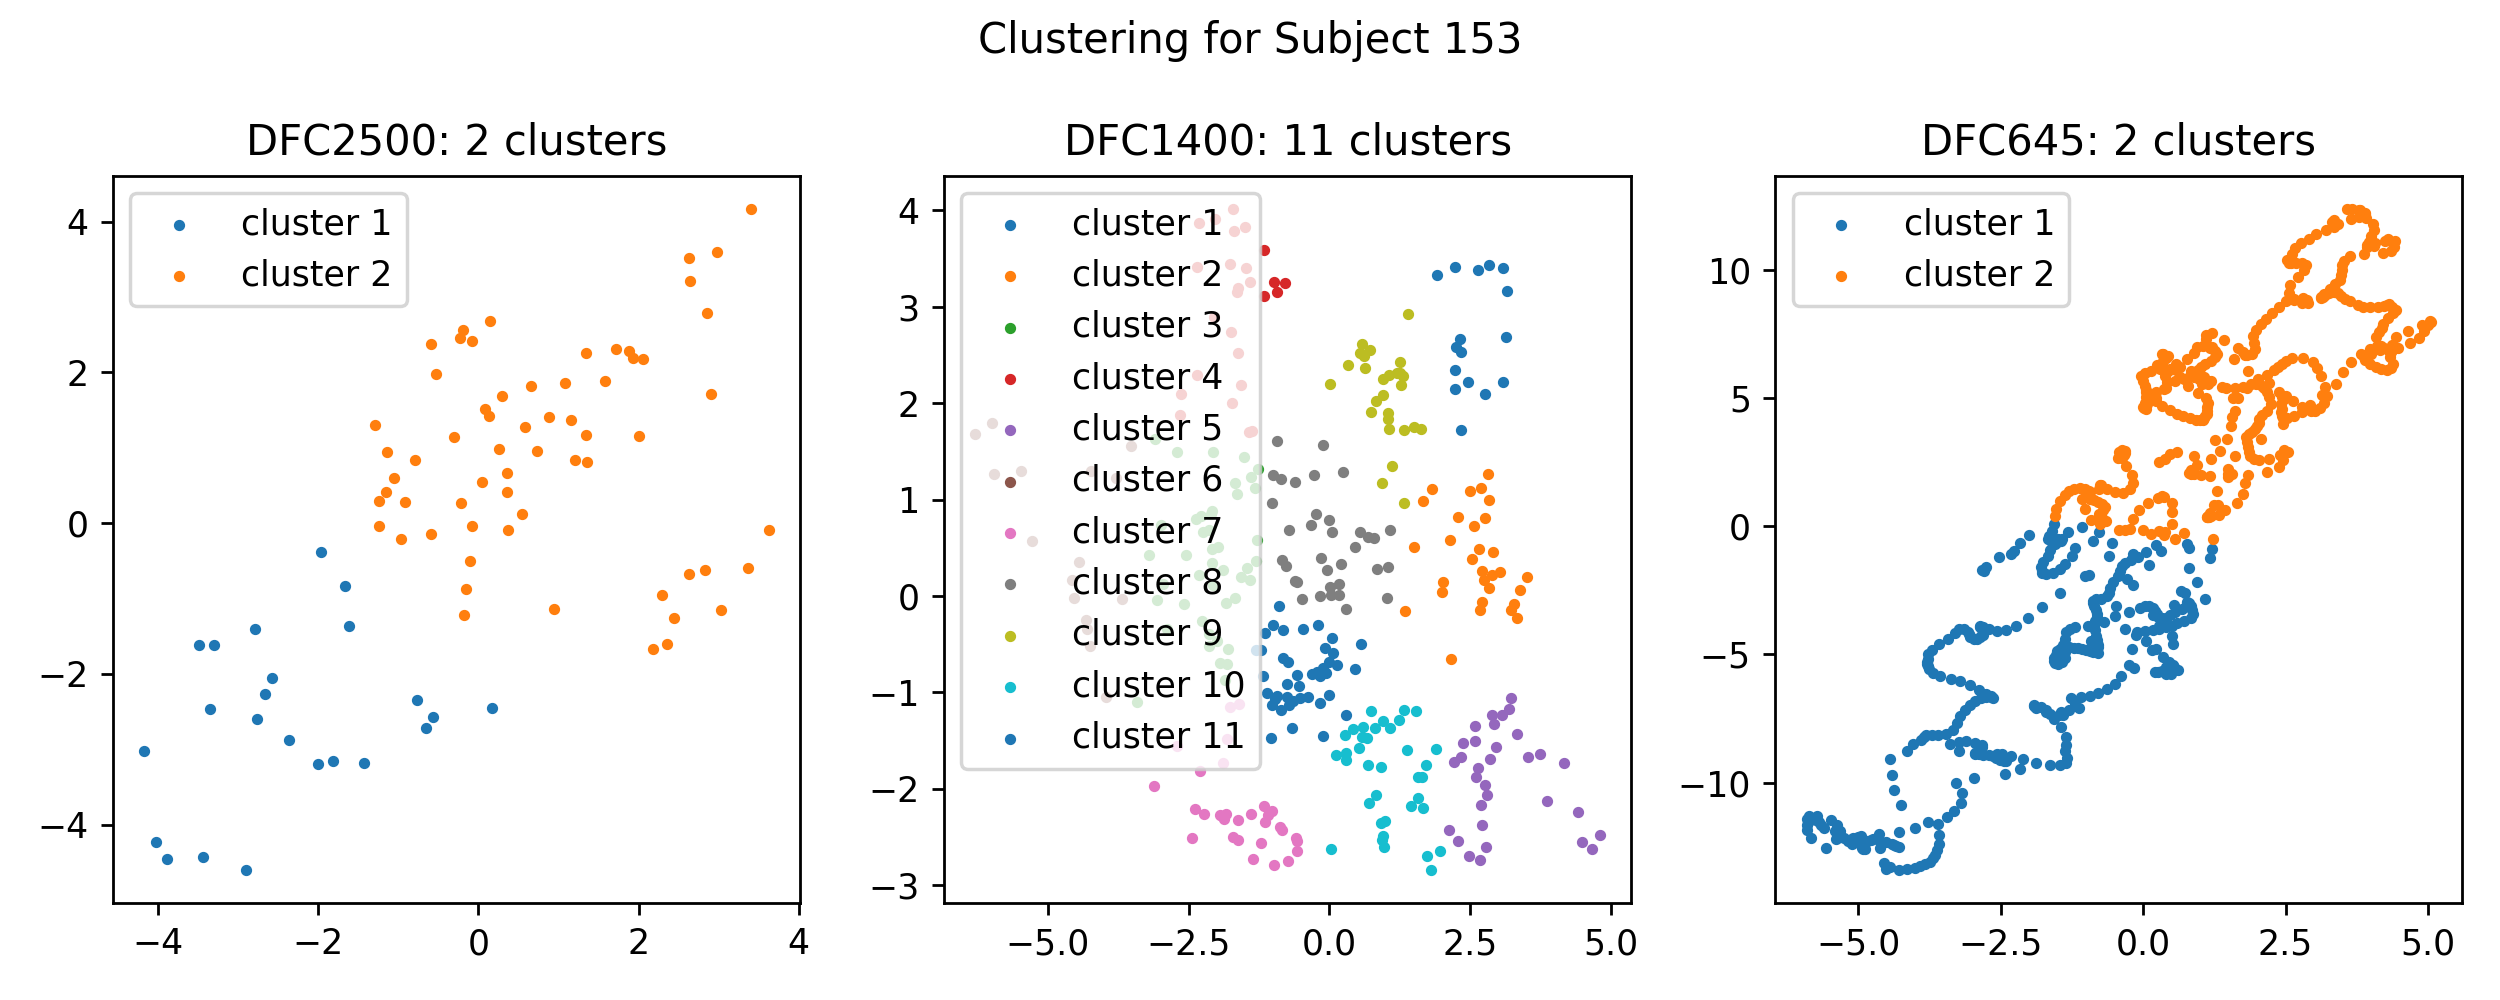 Clustering for Subject 153
DFC2500: 2 clusters
cluster 1
cluster 2
4
2
0
−2
−4
−4
−2
0
2
4
DFC1400: 11 clusters
cluster 1
cluster 2
cluster 3
cluster 4
cluster 5
cluster 6
cluster 7
cluster 8
cluster 9
cluster 10
cluster 11
4
3
2
1
0
−1
−2
−3
−5.0
−2.5
0.0
2.5
5.0
DFC645: 2 clusters
cluster 1
cluster 2
10
5
0
−5
−10
−5.0
−2.5
0.0
2.5
5.0